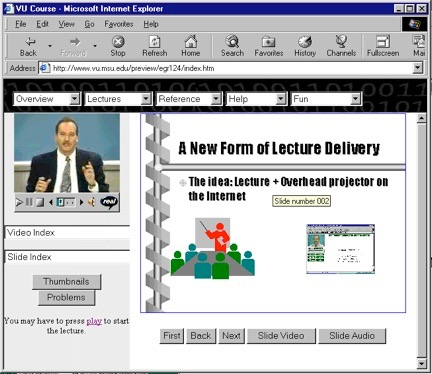 VU Course - Microsoft Internet Explorer
File Edit View Go Favorites Help
Back Forward Stop Refresh Home Search Favorites History Channels Fullscreen Mai
Address http://www.vu.msu.edu/preview/egr124/index.htm
Overview Lectures Reference Help Fun
A New Form of Lecture Delivery
The idea: Lecture + Overhead projector on
the Internet
Slide number 002
real
Video Index
Slide Index
Thumbnails
Problems
You may have to press play to start
the lecture.
First Back Next Slide Video Slide Audio